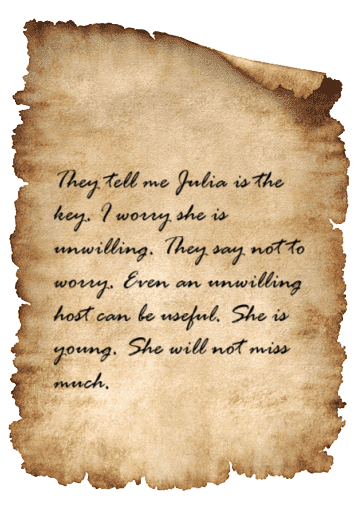 They tell me Julia is the
key. I worry she is
unwilling. They say not to
worry. Even an unwilling
host can be useful. She is
young. She will not miss
much.